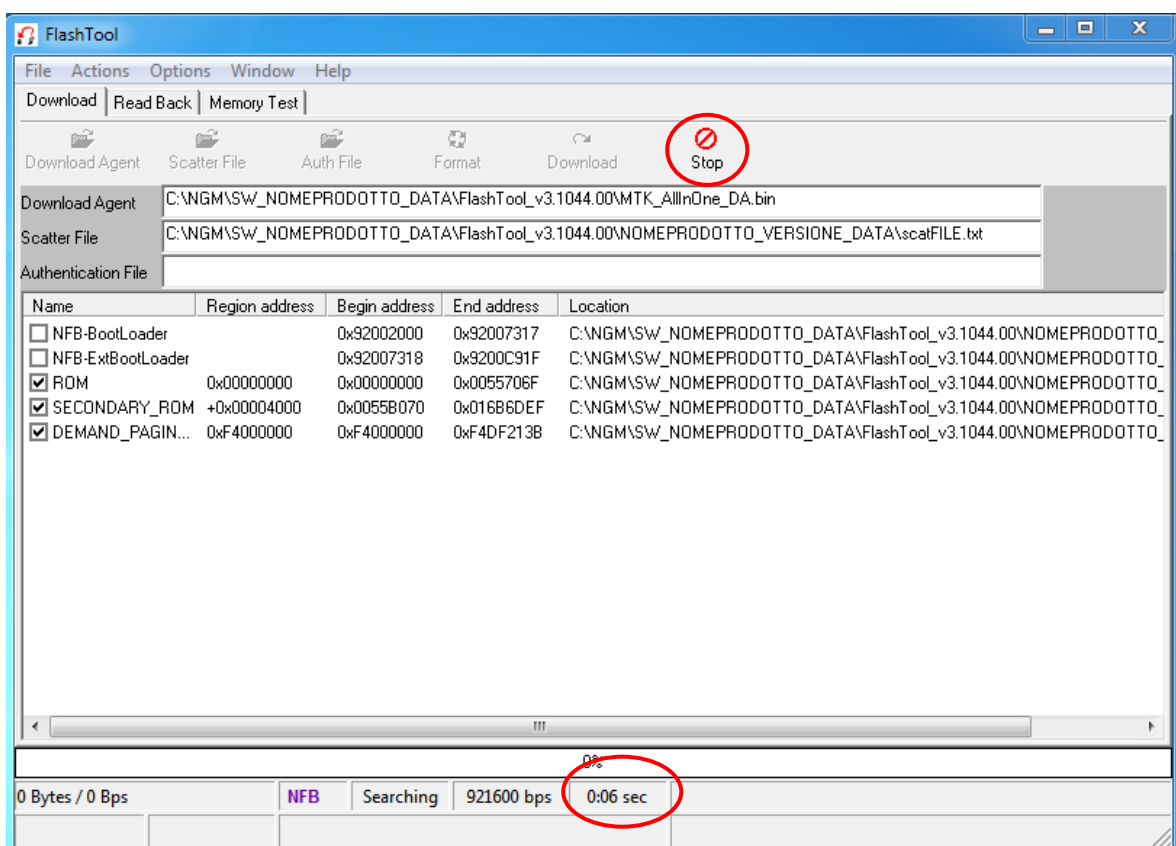 FlashTool
File Actions Options Window Help
Download Read Back Memory Test
Download Agent Scatter File Auth File Format Download Stop
Download Agent C:\NGM\SW_NOMEPRODOTTO_DATA\FlashTool_v3.1044.00\MTK_AllInOne_DA.bin
Scatter File C:\NGM\SW_NOMEPRODOTTO_DATA\FlashTool_v3.1044.00\NOMEPRODOTTO_VERSIONE_DATA\scatFILE.txt
Authentication File
Name Region address Begin address End address Location
NFB-BootLoader 0x92002000 0x92007317 C:\NGM\SW_NOMEPRODOTTO_DATA\FlashTool_v3.1044.00\NOMEPRODOTTO_
NFB-ExtBootLoader 0x92007318 0x9200C91F C:\NGM\SW_NOMEPRODOTTO_DATA\FlashTool_v3.1044.00\NOMEPRODOTTO_
ROM 0x00000000 0x00000000 0x0055706F C:\NGM\SW_NOMEPRODOTTO_DATA\FlashTool_v3.1044.00\NOMEPRODOTTO_
SECONDARY_ROM +0x00004000 0x0055B070 0x016B6DEF C:\NGM\SW_NOMEPRODOTTO_DATA\FlashTool_v3.1044.00\NOMEPRODOTTO_
DEMAND_PAGIN... 0xF4000000 0xF4000000 0xF4DF213B C:\NGM\SW_NOMEPRODOTTO_DATA\FlashTool_v3.1044.00\NOMEPRODOTTO_
0%
0 Bytes / 0 Bps NFB Searching 921600 bps 0:06 sec